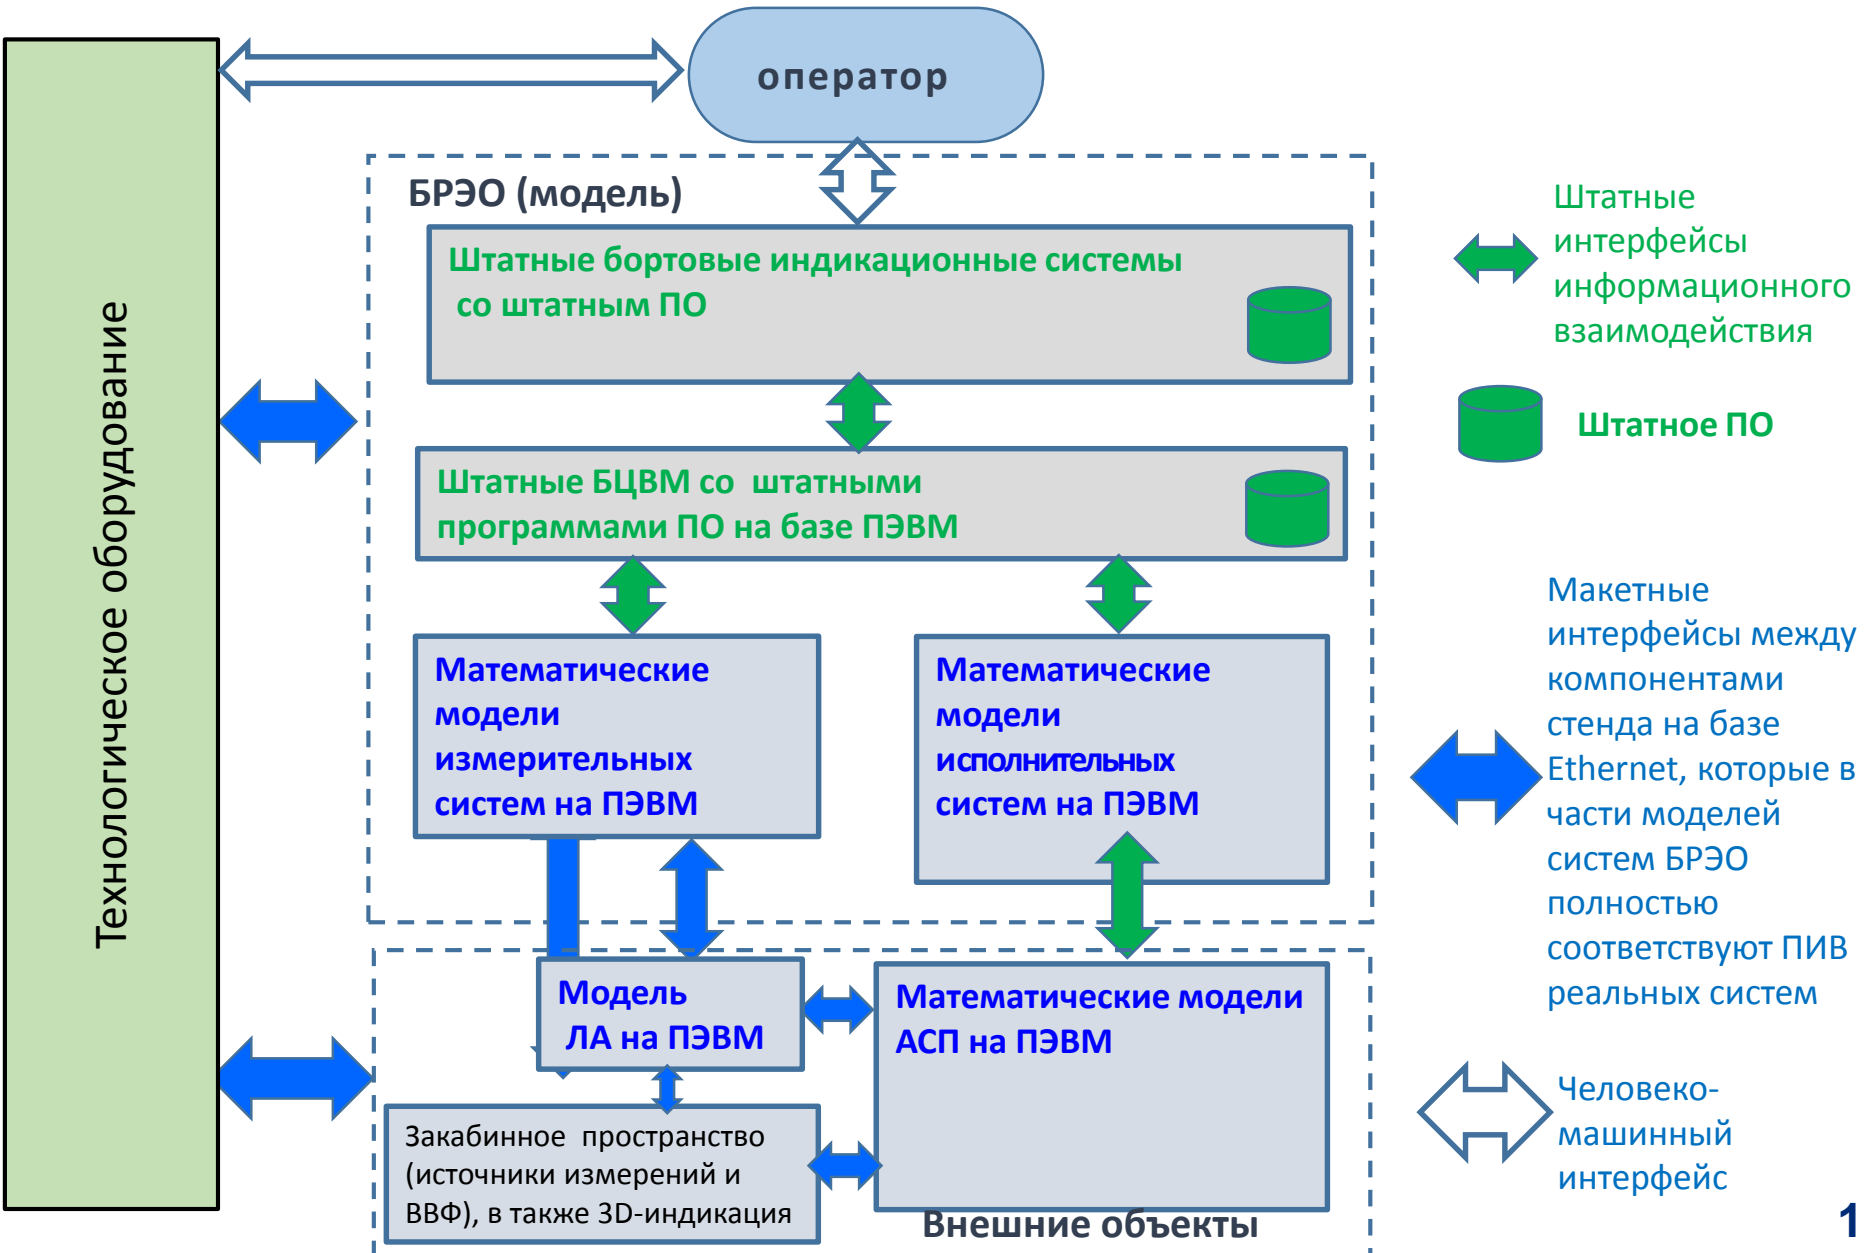 оператор
Технологическое оборудование
БРЭО (модель)
Штатные бортовые индикационные системы
со штатным ПО
Штатные БЦВМ со штатными
программами ПО на базе ПЭВМ
Математические
модели
измерительных
систем на ПЭВМ
Математические
модели
исполнительных
систем на ПЭВМ
Модель
ЛА на ПЭВМ
Математические модели
АСП на ПЭВМ
Закабинное пространство
(источники измерений и
ВВФ), в также 3D-индикация
Внешние объекты
Штатные
интерфейсы
информационного
взаимодействия
Штатное ПО
Макетные
интерфейсы между
компонентами
стенда на базе
Ethernet, которые в
части моделей
систем БРЭО
полностью
соответствуют ПИВ
реальных систем
Человеко-
машинный
интерфейс
1